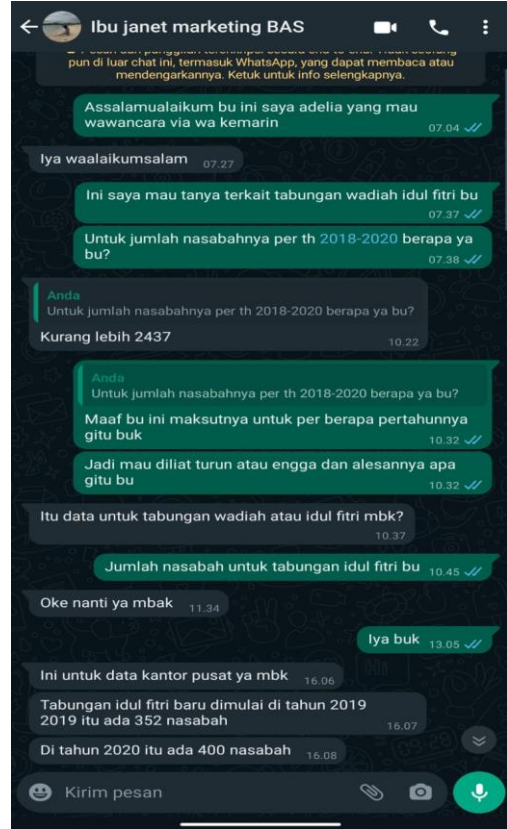 Ibu janet marketing BAS
pun di luar chat ini, termasuk WhatsApp, yang dapat membaca atau
mendengarkannya. Ketuk untuk info selengkapnya.
Assalamualaikum bu ini saya adelia yang mau
wawancara via wa kemarin
07.04
Iya waalaikumsalam 07.27
Ini saya mau tanya terkait tabungan wadiah idul fitri bu
07.37
Untuk jumlah nasabahnya per th 2018-2020 berapa ya
bu?
07.38
Anda
Untuk jumlah nasabahnya per th 2018-2020 berapa ya bu?
Kurang lebih 2437
10.22
Anda
Untuk jumlah nasabahnya per th 2018-2020 berapa ya bu?
Maaf bu ini maksutnya untuk per berapa pertahunnya
gitu buk
10.32
Jadi mau diliat turun atau engga dan alesannya apa
gitu bu
10.32
Itu data untuk tabungan wadiah atau idul fitri mbk?
10.37
Jumlah nasabah untuk tabungan idul fitri bu 10.45
Oke nanti ya mbak 11.34
Iya buk 13.05
Ini untuk data kantor pusat ya mbk 16.06
Tabungan idul fitri baru dimulai di tahun 2019
2019 itu ada 352 nasabah
16.07
Di tahun 2020 itu ada 400 nasabah 16.08
Kirim pesan